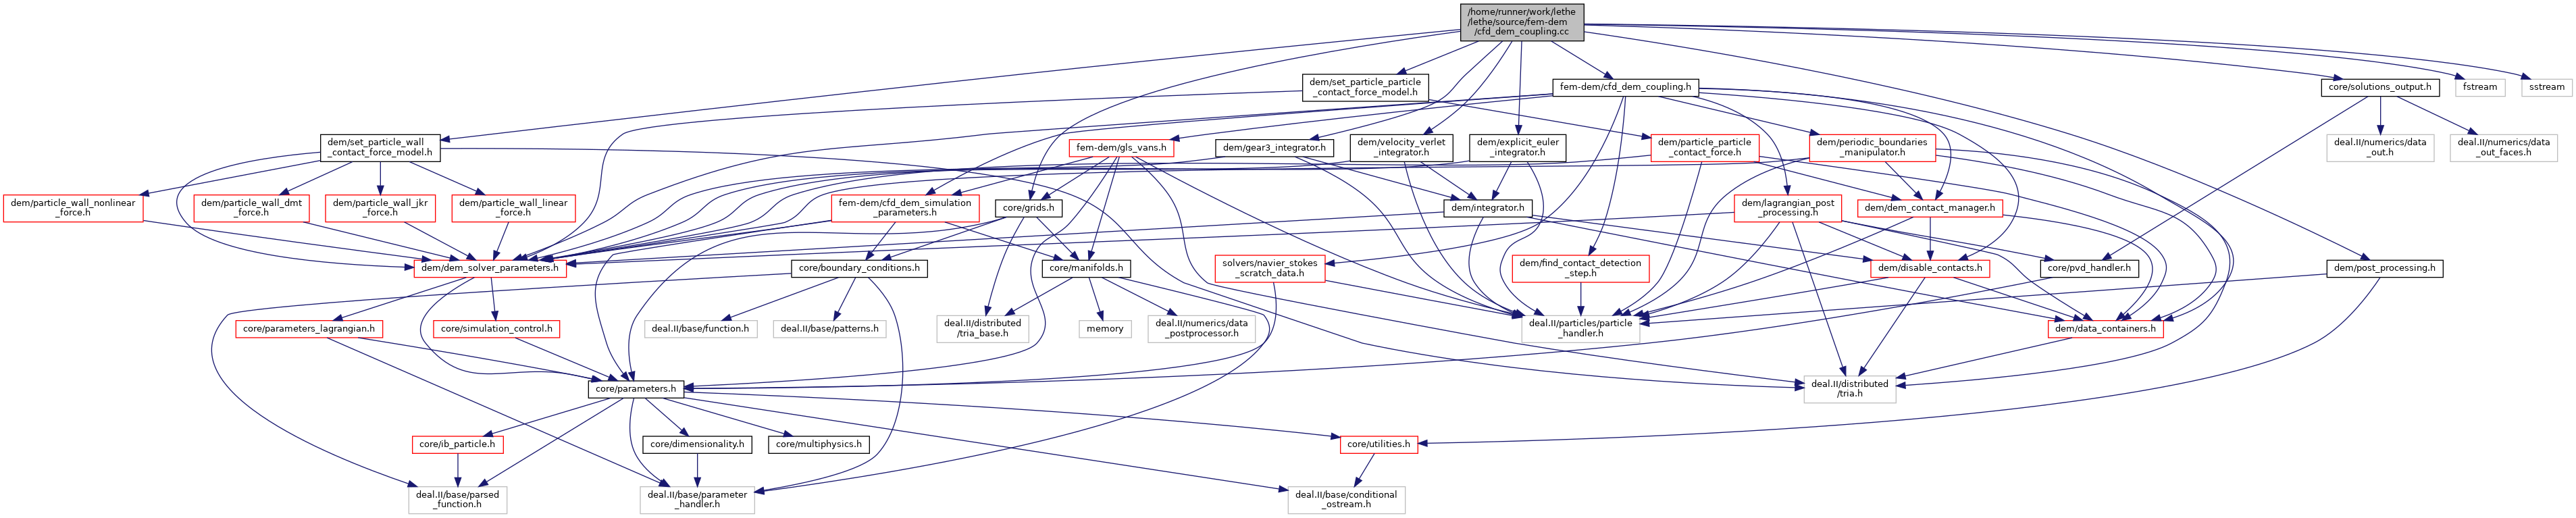 /home/runner/work/lethe
/lethe/source/fem-dem
/cfd_dem_coupling.cc
dem/set_particle_particle
_contact_force_model.h
fem-dem/cfd_dem_coupling.h
core/solutions_output.h
fstream
sstream
dem/set_particle_wall
_contact_force_model.h
fem-dem/gls_vans.h
dem/gear3_integrator.h
dem/velocity_verlet
_integrator.h
dem/explicit_euler
_integrator.h
dem/particle_particle
_contact_force.h
dem/periodic_boundaries
_manipulator.h
deal.II/numerics/data
_out.h
deal.II/numerics/data
_out_faces.h
dem/particle_wall_nonlinear
_force.h
dem/particle_wall_dmt
_force.h
dem/particle_wall_jkr
_force.h
dem/particle_wall_linear
_force.h
fem-dem/cfd_dem_simulation
_parameters.h
core/grids.h
dem/integrator.h
dem/lagrangian_post
_processing.h
dem/dem_contact_manager.h
dem/dem_solver_parameters.h
core/boundary_conditions.h
core/manifolds.h
solvers/navier_stokes
_scratch_data.h
dem/find_contact_detection
_step.h
dem/disable_contacts.h
core/pvd_handler.h
dem/post_processing.h
core/parameters_lagrangian.h
core/simulation_control.h
deal.II/base/function.h
deal.II/base/patterns.h
deal.II/distributed
/tria_base.h
memory
deal.II/numerics/data
_postprocessor.h
deal.II/particles/particle
_handler.h
dem/data_containers.h
core/parameters.h
deal.II/distributed
/tria.h
core/ib_particle.h
core/dimensionality.h
core/multiphysics.h
core/utilities.h
deal.II/base/parsed
_function.h
deal.II/base/parameter
_handler.h
deal.II/base/conditional
_ostream.h